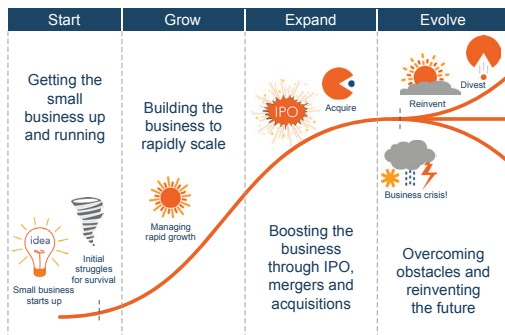 Start
Grow
Expand
Evolve
Getting the
small
business up
and running
Building the
business to
rapidly scale
IPO
Acquire
Reinvent
Divest
Business crisis!
idea
Small business
starts up
Initial
struggles
for survival
Managing
rapid growth
Boosting the
business
through IPO,
mergers and
acquisitions
Overcoming
obstacles and
reinventing
the future